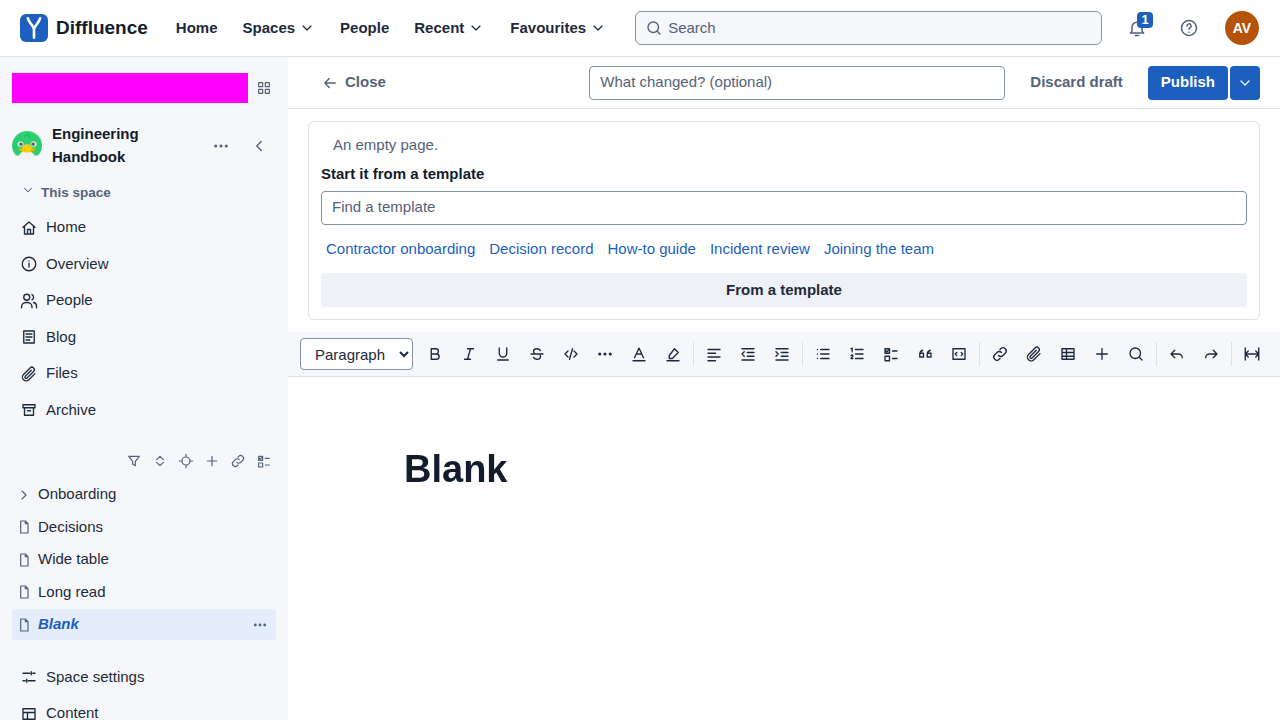 Diffluence
Home
Spaces
People
Recent
Favourites
Search
1
AV
Engineering
Handbook
This space
Home
Overview
People
Blog
Files
Archive
Onboarding
Decisions
Wide table
Long read
Blank
Space settings
Content
Close
What changed? (optional)
Discard draft
Publish
An empty page.
Start it from a template
Find a template
Contractor onboarding Decision record How-to guide Incident review Joining the team
From a template
Paragraph
Blank